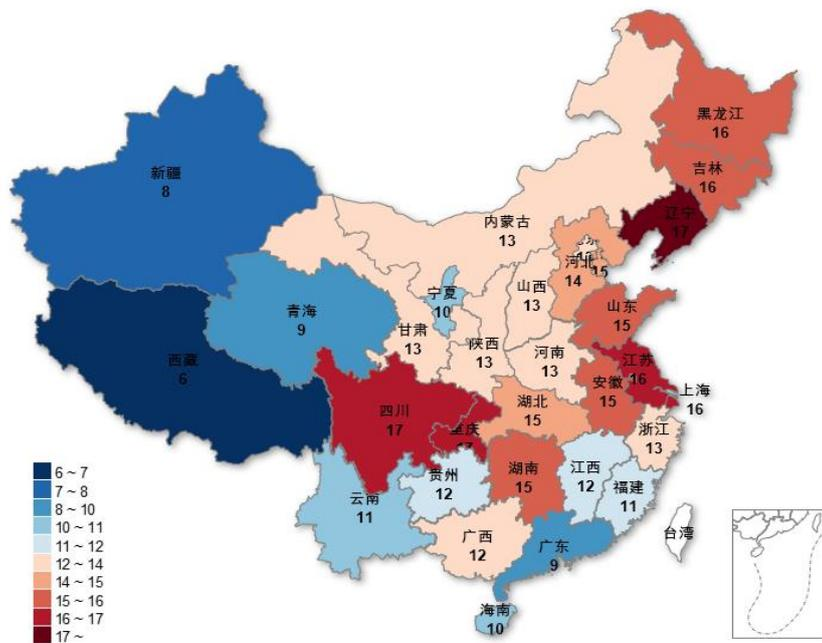 黑龙江
16
吉林
16
新疆
8
辽宁
17
内蒙古
13
河北
14
15
宁夏
10
山西
13
青海
9
山东
15
甘肃
13
陕西
13
河南
13
西藏
6
江苏
16
安徽
15
上海
16
四川
17
湖北
15
重庆
17
浙江
13
湖南
15
江西
12
贵州
12
福建
11
云南
11
广西
12
广东
9
台湾
海南
10
6 ~ 7
7 ~ 8
8 ~ 10
10 ~ 11
11 ~ 12
12 ~ 14
14 ~ 15
15 ~ 16
16 ~ 17
17 ~